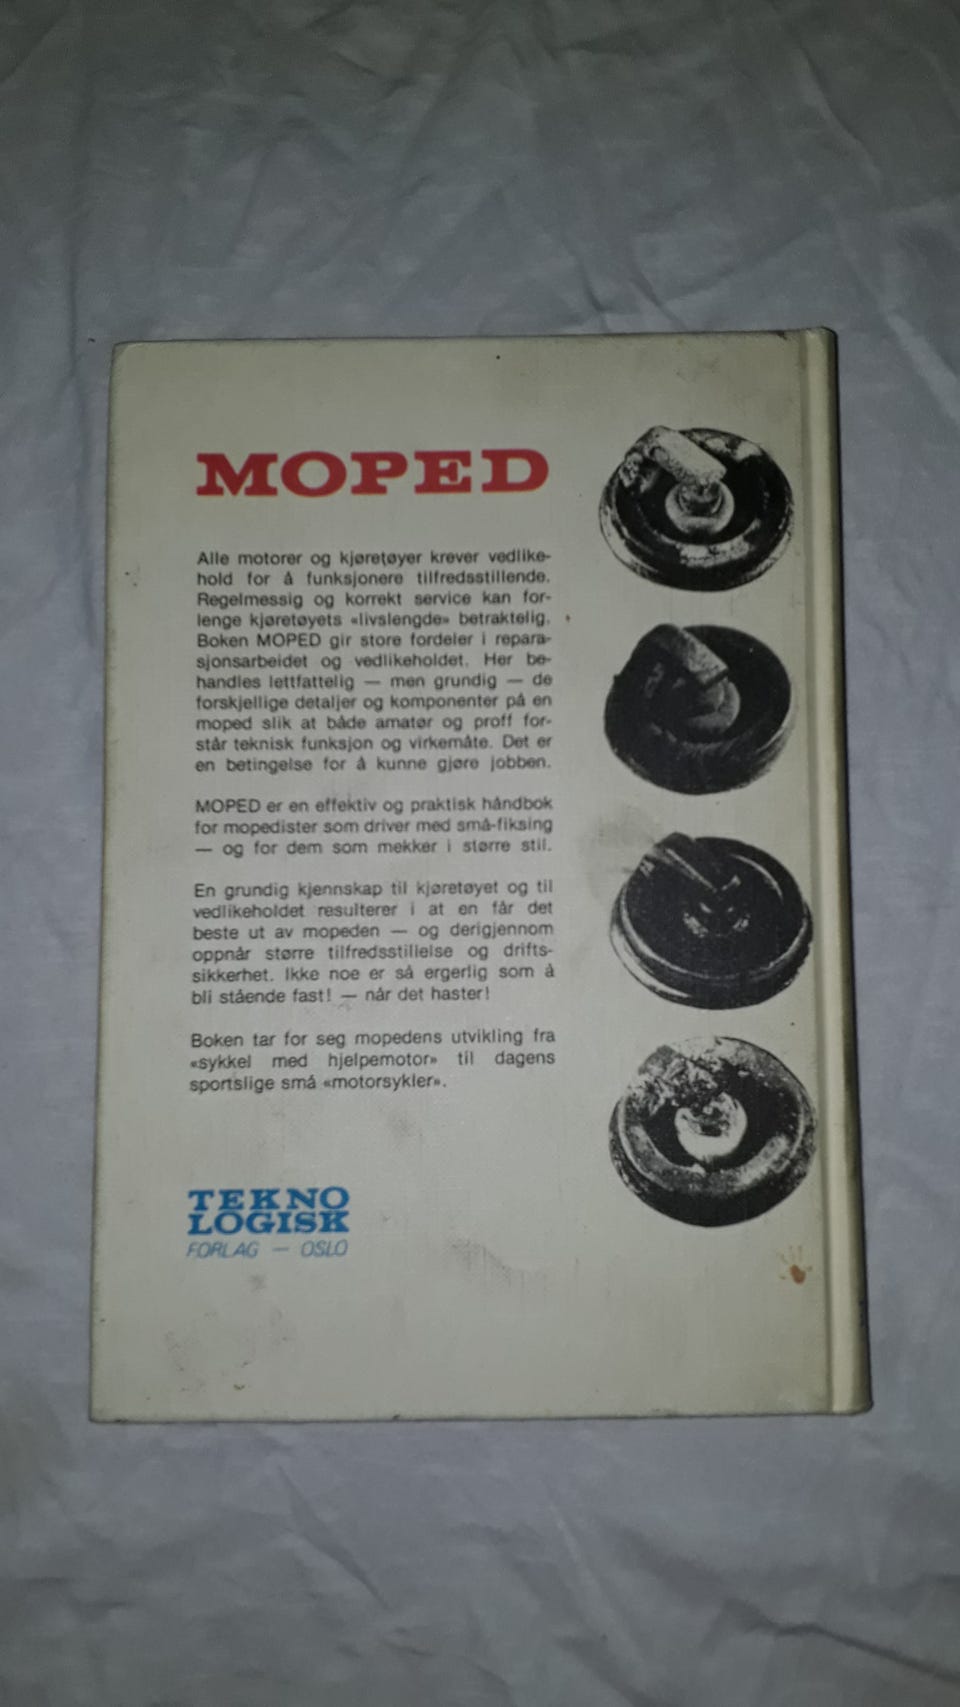 MOPED
Alle motorer og kjøretøyer krever vedlike-
hold for å funksjonere tilfredsstillende.
Regelmessig og korrekt service kan for-
lenge kjøretøyets «livslengde» betraktelig.
Boken MOPED gir store fordeler i repara-
sjonsarbeidet og vedlikeholdet. Her be-
handles lettfattelig — men grundig — de
forskjellige detaljer og komponenter på en
moped slik at både amatør og proff for-
står teknisk funksjon og virkemåte. Det er
en betingelse for å kunne gjøre jobben.
MOPED er en effektiv og praktisk håndbok
for mopedister som driver med små-fiksing
— og for dem som mekker i større stil.
En grundig kjennskap til kjøretøyet og til
vedlikeholdet resulterer i at en får det
beste ut av mopeden — og derigjennom
oppnår større tilfredsstillelse og drifts-
sikkerhet. Ikke noe er så ergerlig som å
bli stående fast! — når det haster!
Boken tar for seg mopedens utvikling fra
«sykkel med hjelpemotor» til dagens
sportslige små «motorsykler».
TEKNO
LOGISK
FORLAG — OSLO